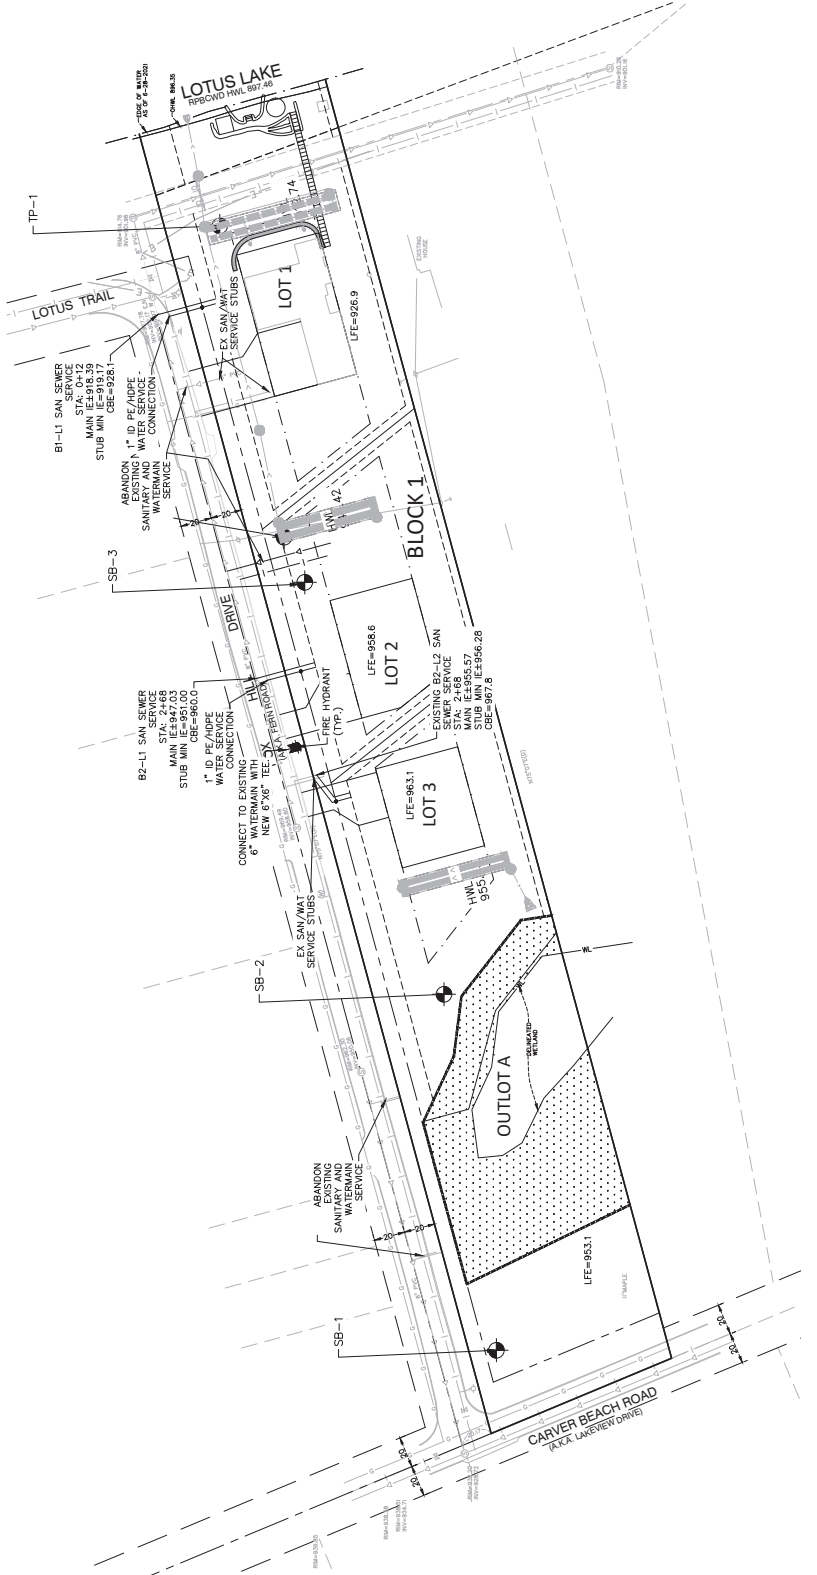 EDGE OF WATER
AS OF 6-28-2021
OHWL 896.35
LOTUS LAKE
RPBCWD HWL 897.46
TP-1
LOTUS TRAIL
LOT 1
EX SAN/WAT
SERVICE STUBS
LFE=926.9
EXISTING
HOUSE
B1-L1 SAN SEWER
SERVICE
STA: 0+12
MAIN IE±918.39
STUB MIN IE=919.17
CBE=928.1
1" ID PE/HDPE
WATER SERVICE
CONNECTION
ABANDON
EXISTING
SANITARY AND
WATERMAIN
SERVICE
20
20
BLOCK 1
SB-3
DRIVE
LFE=958.6
LOT 2
B2-L1 SAN SEWER
SERVICE
STA: 2+68
MAIN IE±947.03
STUB MIN IE=951.00
CBE=960.0
1" ID PE/HDPE
WATER SERVICE
CONNECTION
CONNECT TO EXISTING
6" WATERMAIN WITH
NEW 6"X6" TEE.
(A.K.A. FERN ROAD)
FIRE HYDRANT
(TYP.)
EXISTING B2-L2 SAN
SEWER SERVICE
STA: 2+68
MAIN IE±955.57
STUB MIN IE±956.28
CBE=967.8
LFE=963.1
LOT 3
HWL
955.
EX SAN/WAT
SERVICE STUBS
SB-2
WL
WL
DELINEATED
WETLAND
OUTLOT A
ABANDON
EXISTING
SANITARY AND
WATERMAIN
SERVICE
20
20
LFE=953.1
11"MAPLE
SB-1
20
20
20
20
CARVER BEACH ROAD
(A.K.A. LAKEVIEW DRIVE)